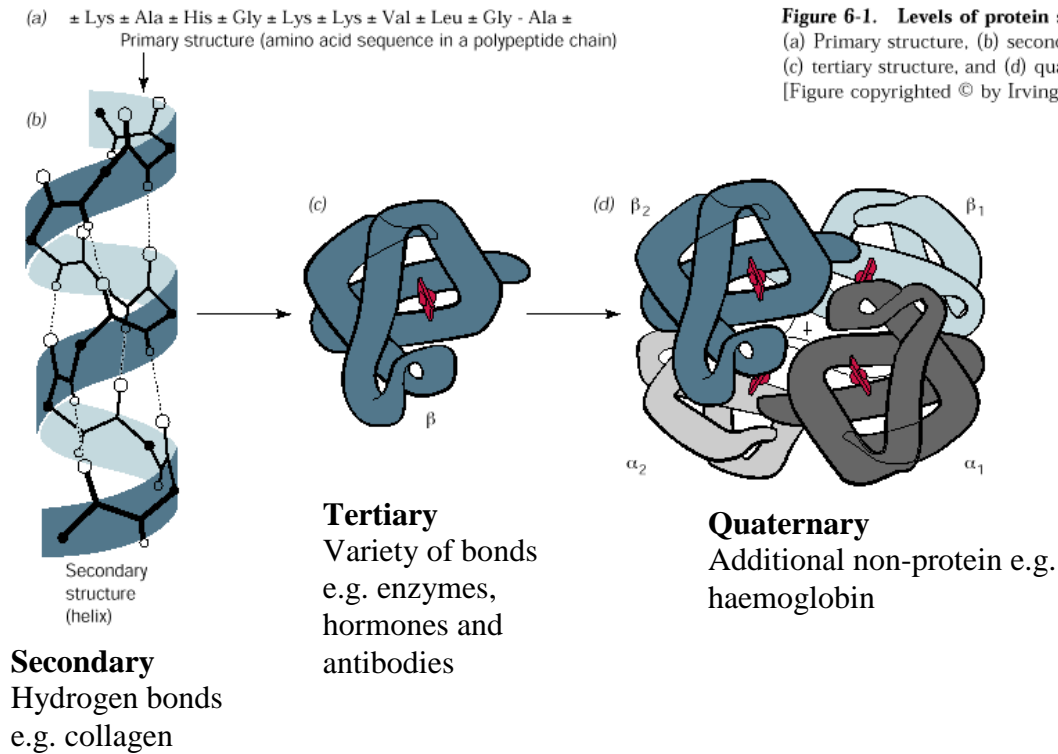 (a) ± Lys ± Ala ± His ± Gly ± Lys ± Lys ± Val ± Leu ± Gly - Ala ±
Primary structure (amino acid sequence in a polypeptide chain)
Figure 6-1. Levels of protein s
(a) Primary structure, (b) second
(c) tertiary structure, and (d) qua
[Figure copyrighted © by Irving
(b)
(c)
(d) β2
β1
β
α2
α1
Secondary
structure
(helix)
Secondary
Hydrogen bonds
e.g. collagen
Tertiary
Variety of bonds
e.g. enzymes,
hormones and
antibodies
Quaternary
Additional non-protein e.g.
haemoglobin